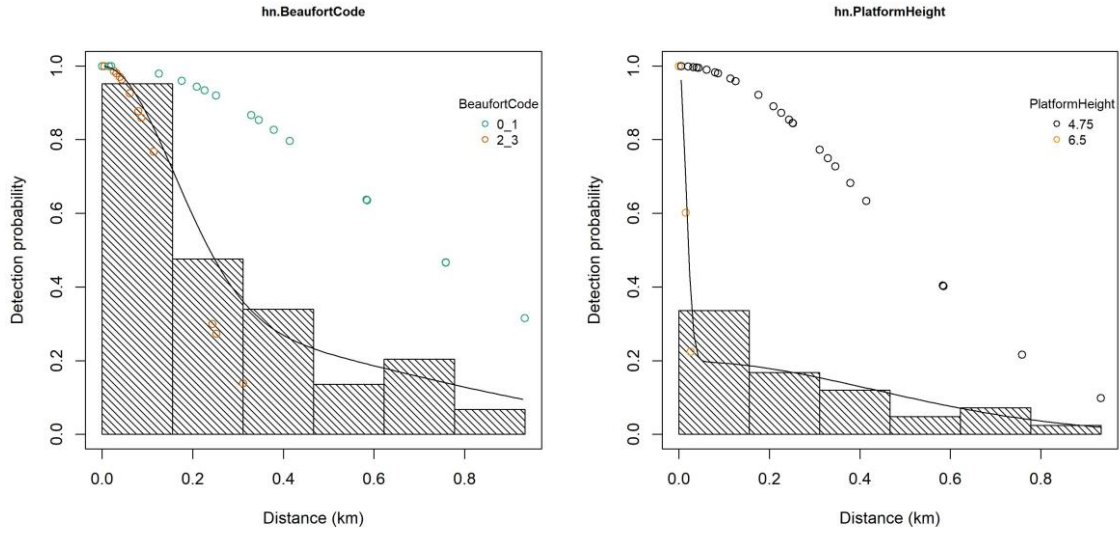 hn.BeaufortCode
Detection probability
1.0
0.8
0.6
0.4
0.2
0.0
BeaufortCode
0_1
2_3
0.0 0.2 0.4 0.6 0.8
Distance (km)
hn.PlatformHeight
Detection probability
1.0
0.8
0.6
0.4
0.2
0.0
PlatformHeight
4.75
6.5
0.0 0.2 0.4 0.6 0.8
Distance (km)